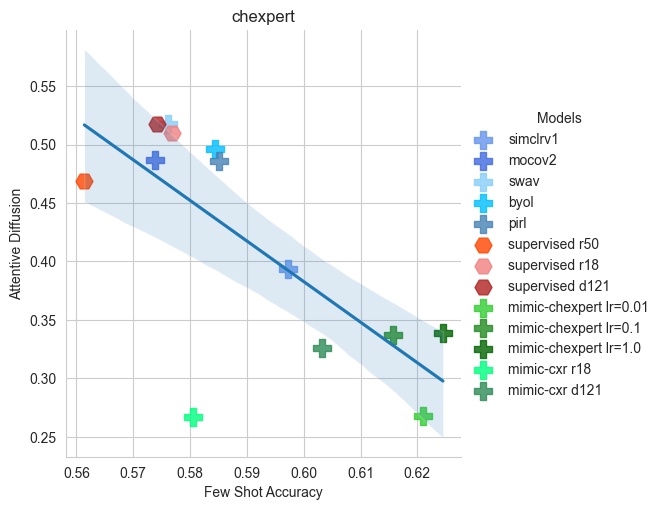 chexpert
Attentive Diffusion
0.55
0.50
0.45
0.40
0.35
0.30
0.25
0.56
0.57
0.58
0.59
0.60
0.61
0.62
Few Shot Accuracy
Models
simclrv1
mocov2
swav
byol
pirl
supervised r50
supervised r18
supervised d121
mimic-chexpert lr=0.01
mimic-chexpert lr=0.1
mimic-chexpert lr=1.0
mimic-cxr r18
mimic-cxr d121